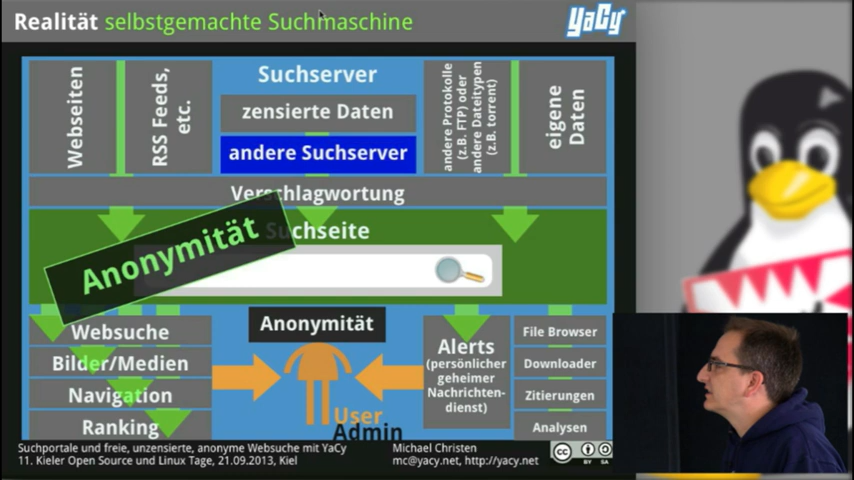 Realität selbstgemachte Suchmaschine
YaCy
Webseiten
RSS Feeds,
etc.
Suchserver
zensierte Daten
andere Suchserver
andere Protokolle
(z.B. FTP) oder
andere Dateitypen
(z.B. torrent)
eigene
Daten
Verschlagwortung
Suchseite
Anonymität
Anonymität
Websuche
Bilder/Medien
Navigation
Ranking
Alerts
(persönlicher
geheimer
Nachrichten-
dienst)
File Browser
Downloader
Zitierungen
Analysen
User
Admin
Suchportale und freie, unzensierte, anonyme Websuche mit YaCy
11. Kieler Open Source und Linux Tage, 21.09.2013, Kiel
Michael Christen
mc@yacy.net, http://yacy.net
cc
BY SA